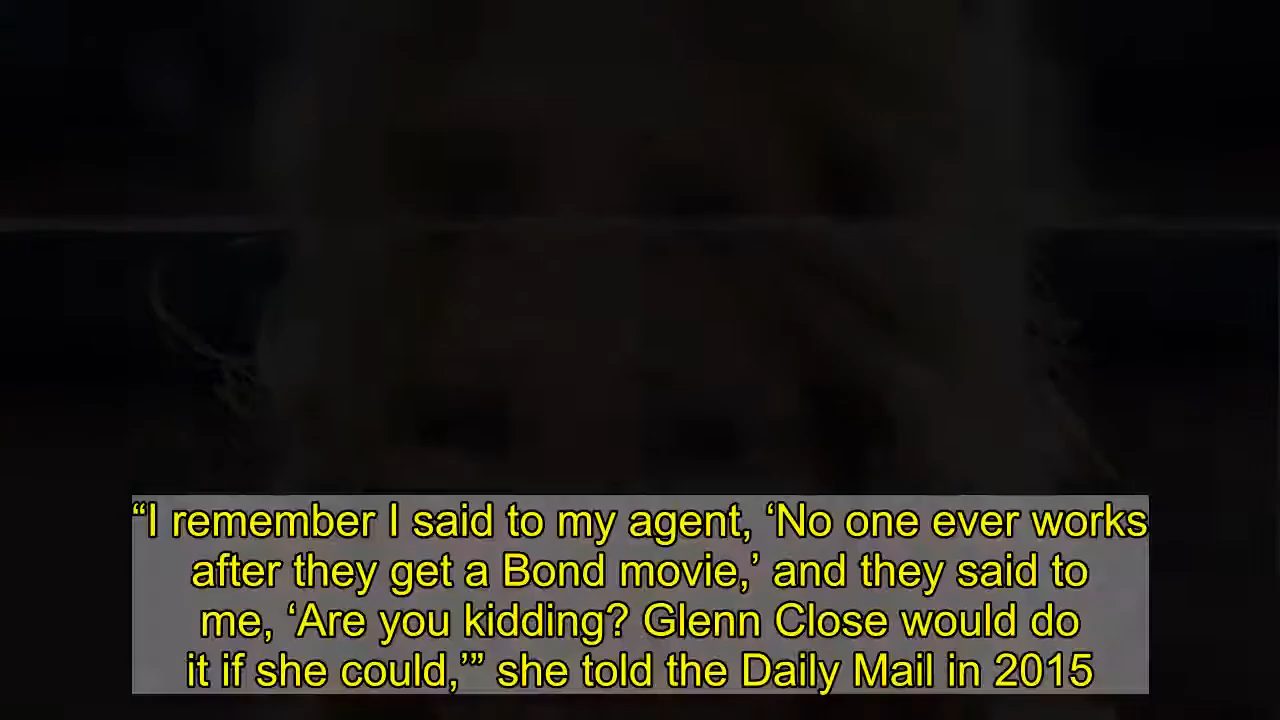 “I remember I said to my agent, ‘No one ever works
after they get a Bond movie,’ and they said to
me, ‘Are you kidding? Glenn Close would do
it if she could,’” she told the Daily Mail in 2015